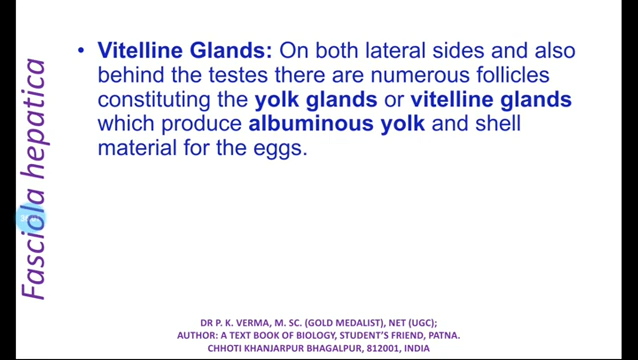 Fasciola hepatica
• Vitelline Glands: On both lateral sides and also
behind the testes there are numerous follicles
constituting the yolk glands or vitelline glands
which produce albuminous yolk and shell
material for the eggs.
DR P. K. VERMA, M. SC. (GOLD MEDALIST), NET (UGC);
AUTHOR: A TEXT BOOK OF BIOLOGY, STUDENT'S FRIEND, PATNA.
CHHOTI KHANJARPUR BHAGALPUR, 812001, INDIA